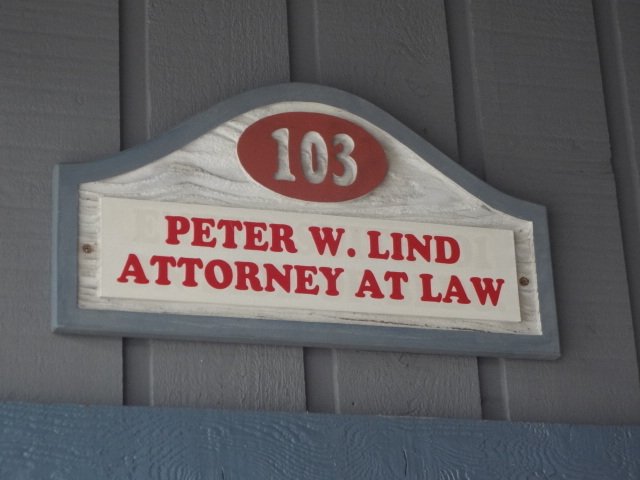 103
PETER W. LIND
ATTORNEY AT LAW